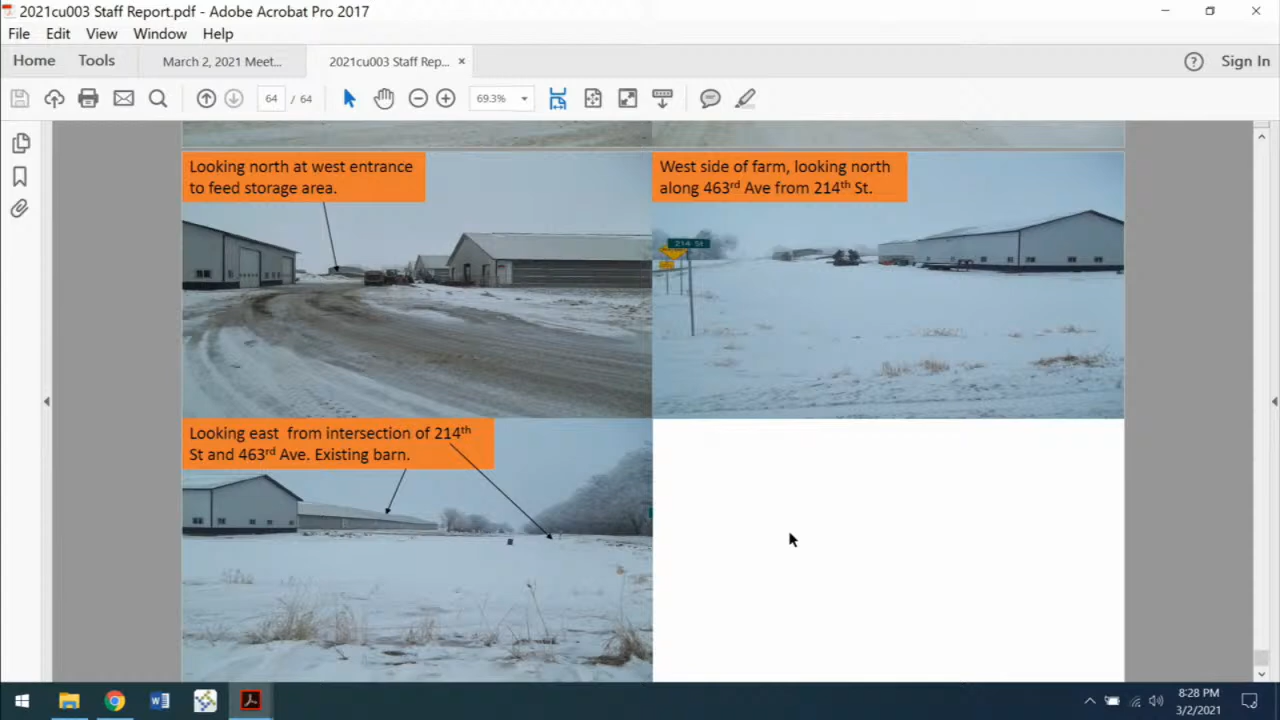 2021cu003 Staff Report.pdf - Adobe Acrobat Pro 2017
File Edit View Window Help
Home Tools March 2, 2021 Meet... 2021cu003 Staff Rep... × Sign In
64 / 64 69.3%
Looking north at west entrance
to feed storage area.
West side of farm, looking north
along 463rd Ave from 214th St.
214 St
Looking east from intersection of 214th
St and 463rd Ave. Existing barn.
8:28 PM
3/2/2021